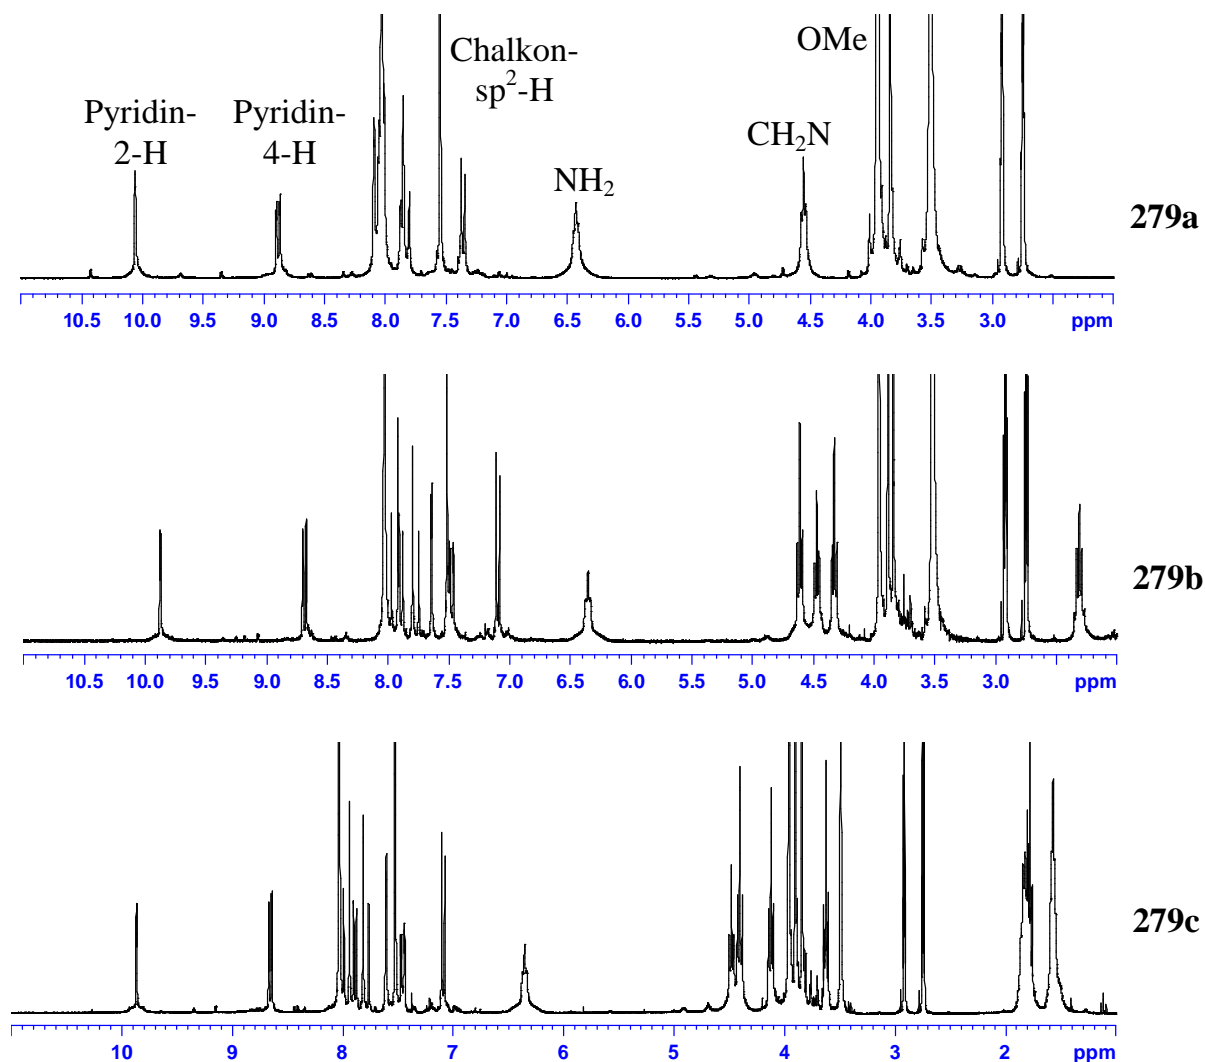 Chalkon-
sp²-H
OMe
Pyridin-
2-H
Pyridin-
4-H
CH₂N
NH₂
279a
10.5 10.0 9.5 9.0 8.5 8.0 7.5 7.0 6.5 6.0 5.5 5.0 4.5 4.0 3.5 3.0 ppm
279b
10.5 10.0 9.5 9.0 8.5 8.0 7.5 7.0 6.5 6.0 5.5 5.0 4.5 4.0 3.5 3.0 ppm
279c
10 9 8 7 6 5 4 3 2 ppm